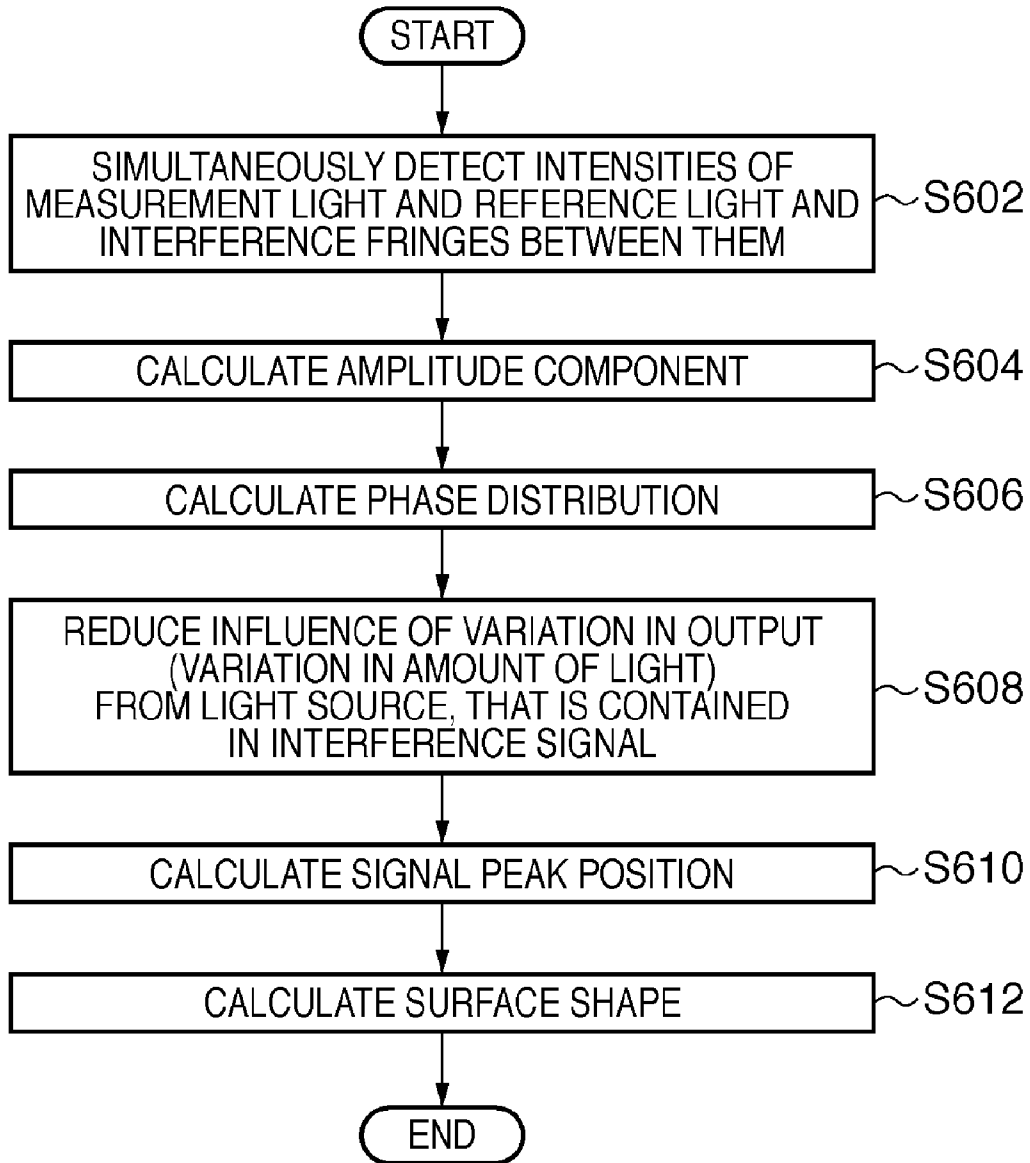 START
SIMULTANEOUSLY DETECT INTENSITIES OF
MEASUREMENT LIGHT AND REFERENCE LIGHT AND
INTERFERENCE FRINGES BETWEEN THEM
S602
CALCULATE AMPLITUDE COMPONENT
S604
CALCULATE PHASE DISTRIBUTION
S606
REDUCE INFLUENCE OF VARIATION IN OUTPUT
(VARIATION IN AMOUNT OF LIGHT)
FROM LIGHT SOURCE, THAT IS CONTAINED
IN INTERFERENCE SIGNAL
S608
CALCULATE SIGNAL PEAK POSITION
S610
CALCULATE SURFACE SHAPE
S612
END